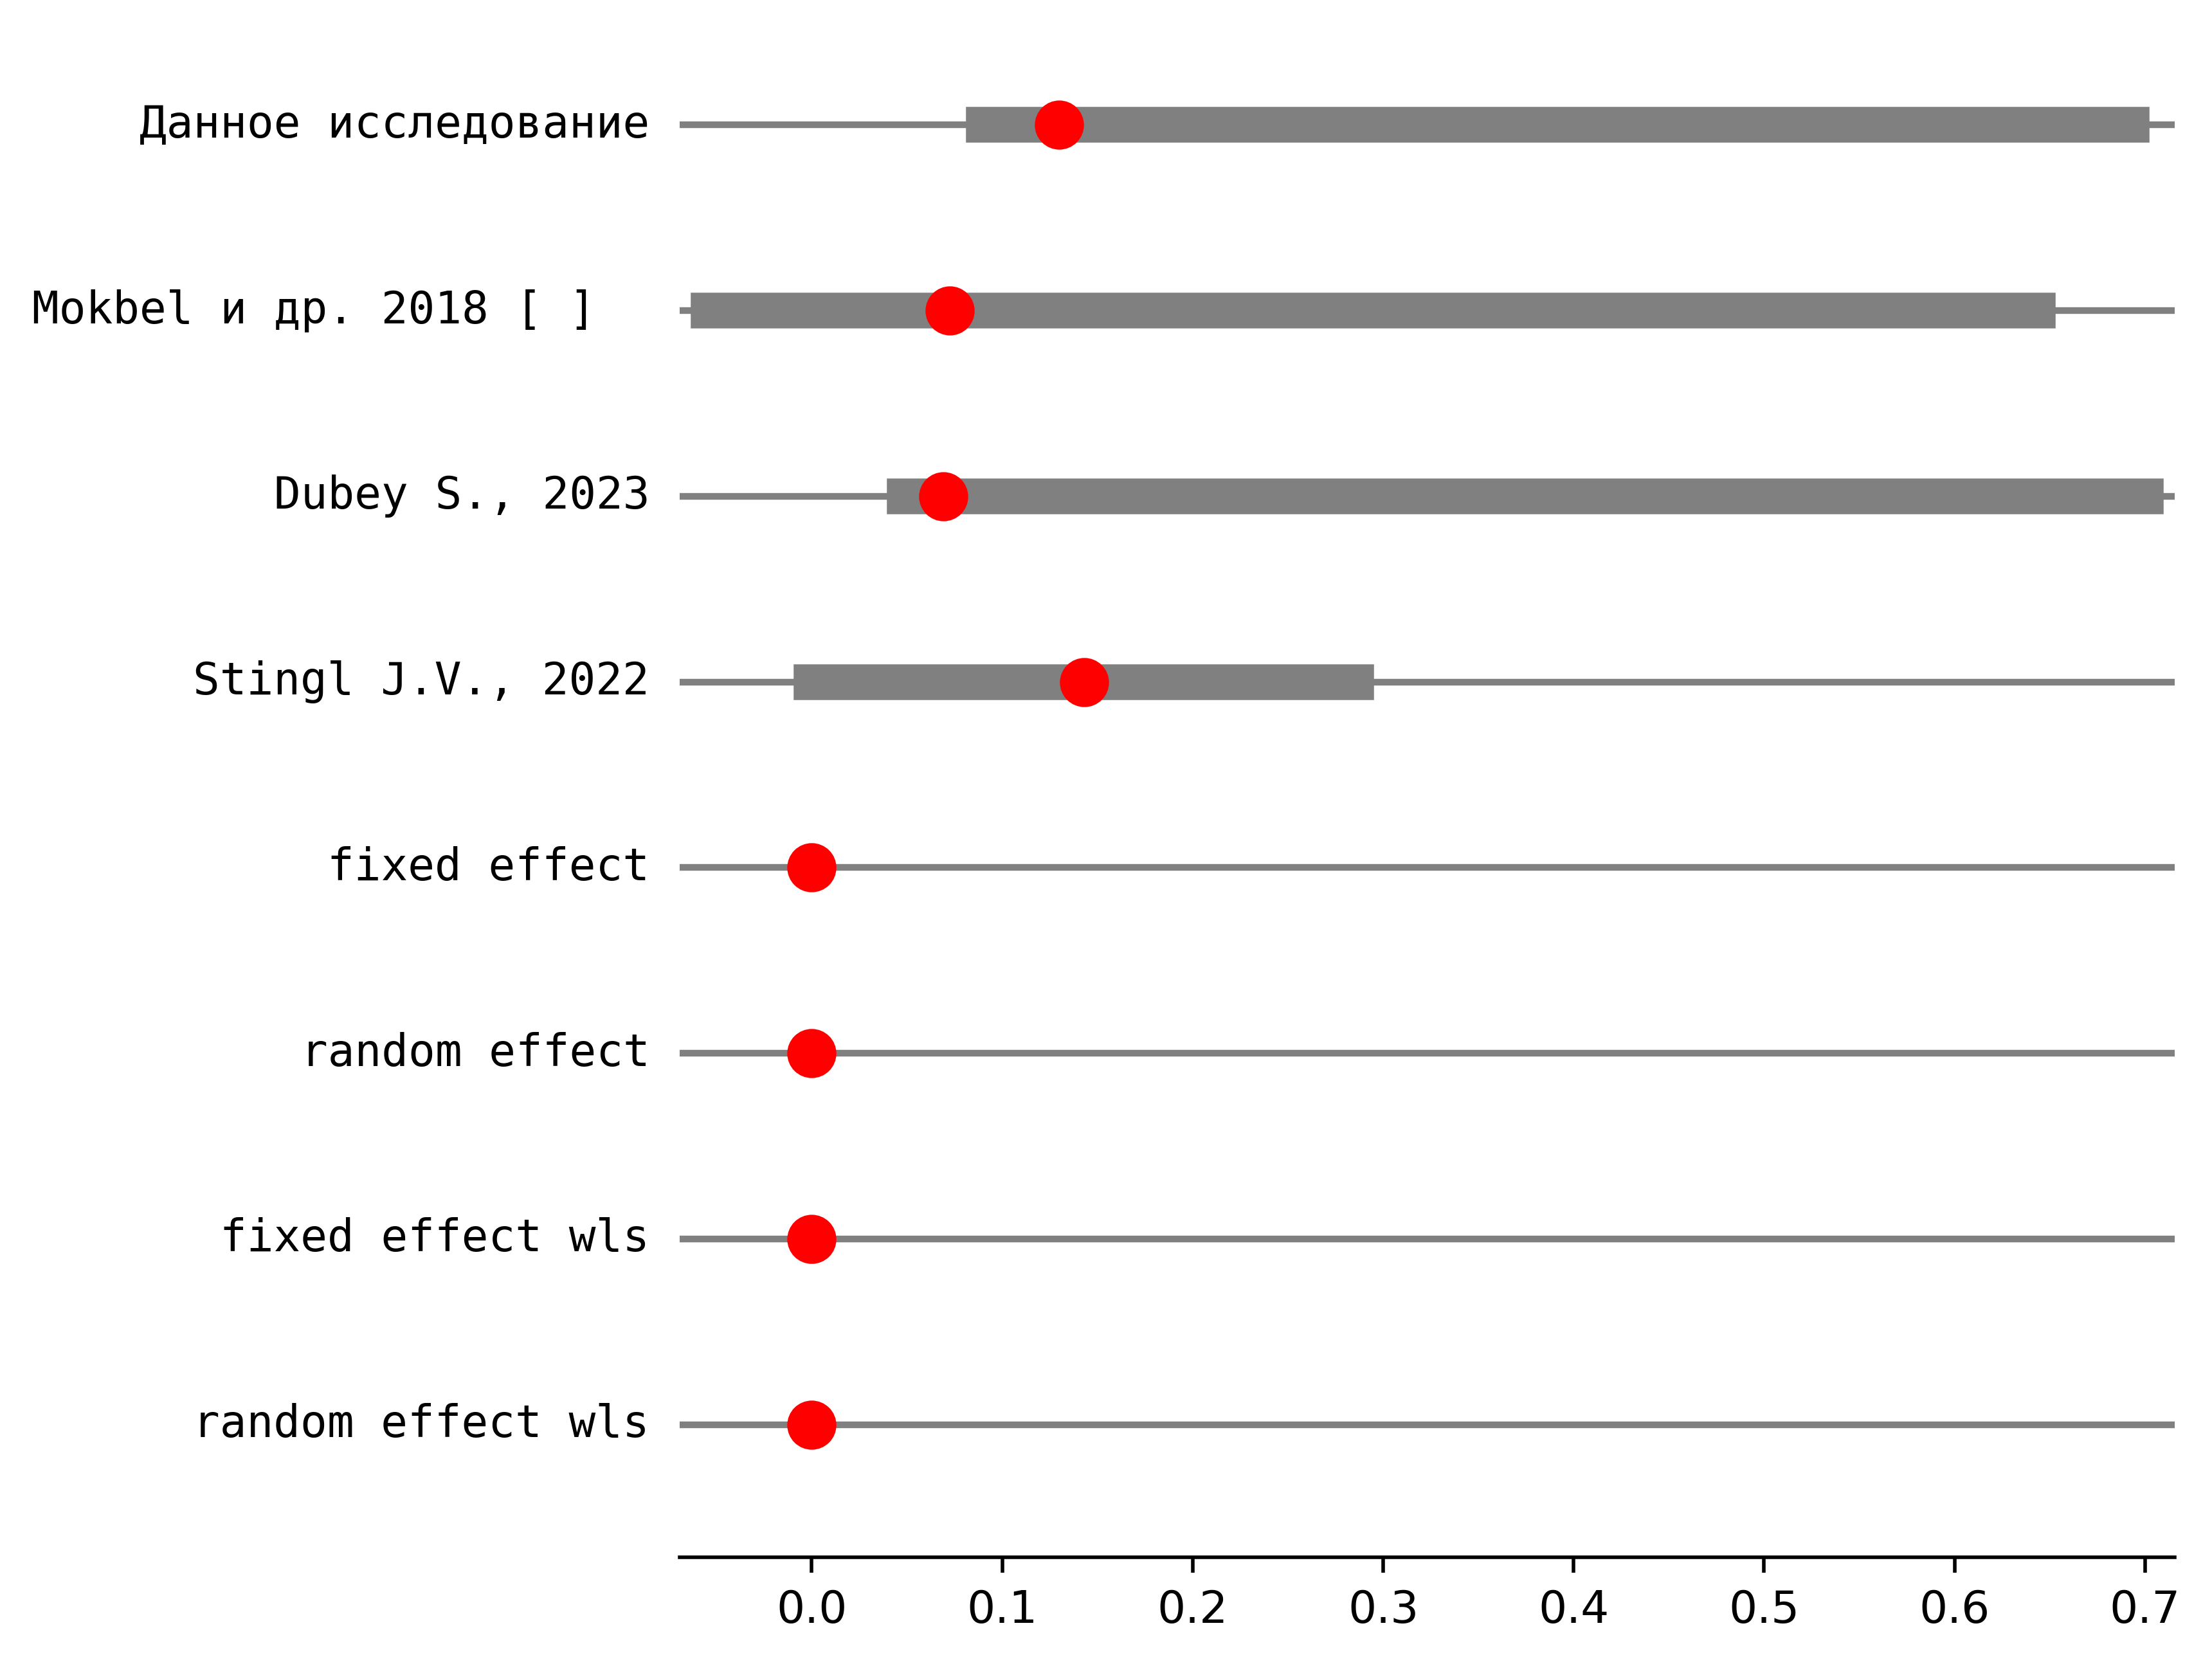 Данное исследование
Mokbel и др. 2018 [ ]
Dubey S., 2023
Stingl J.V., 2022
fixed effect
random effect
fixed effect wls
random effect wls
0.0 0.1 0.2 0.3 0.4 0.5 0.6 0.7